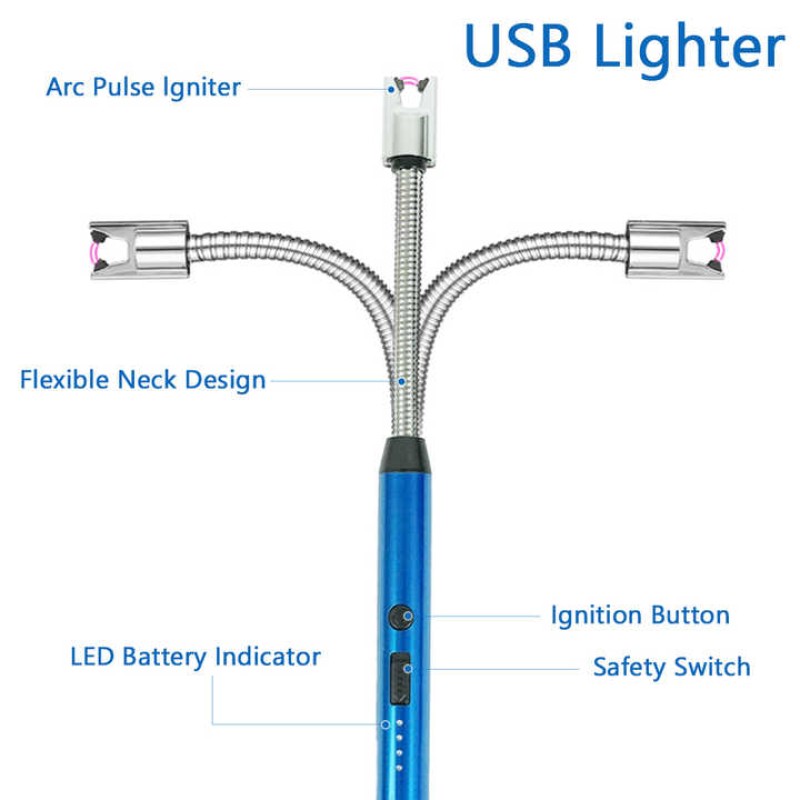 USB Lighter
Arc Pulse Igniter
Flexible Neck Design
Ignition Button
LED Battery Indicator
Safety Switch